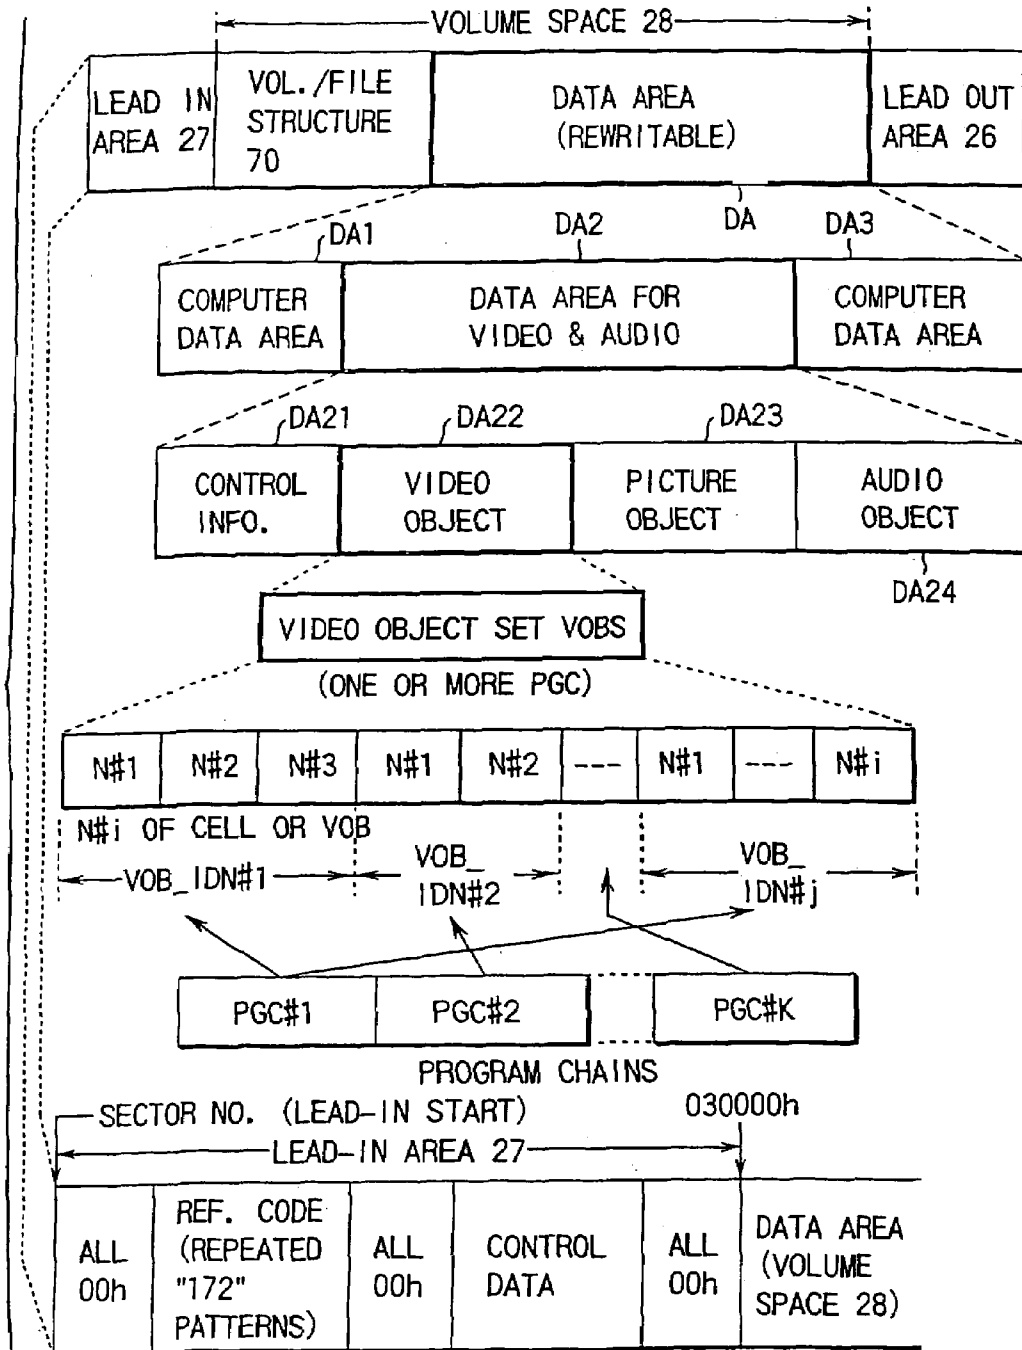 VOLUME SPACE 28
LEAD IN
AREA 27
VOL./FILE
STRUCTURE
70
DATA AREA
(REWRITABLE)
LEAD OUT
AREA 26
DA
DA1
DA2
DA3
COMPUTER
DATA AREA
DATA AREA FOR
VIDEO & AUDIO
COMPUTER
DATA AREA
DA21
DA22
DA23
CONTROL
INFO.
VIDEO
OBJECT
PICTURE
OBJECT
AUDIO
OBJECT
DA24
VIDEO OBJECT SET VOBS
(ONE OR MORE PGC)
N#1 N#2 N#3 N#1 N#2 --- N#1 --- N#i
N#i OF CELL OR VOB
VOB_IDN#1
VOB_
IDN#2
VOB_
IDN#j
PGC#1 PGC#2 PGC#K
PROGRAM CHAINS
SECTOR NO. (LEAD-IN START)
030000h
LEAD-IN AREA 27
ALL
00h
REF. CODE
(REPEATED
"172"
PATTERNS)
ALL
00h
CONTROL
DATA
ALL
00h
DATA AREA
(VOLUME
SPACE 28)